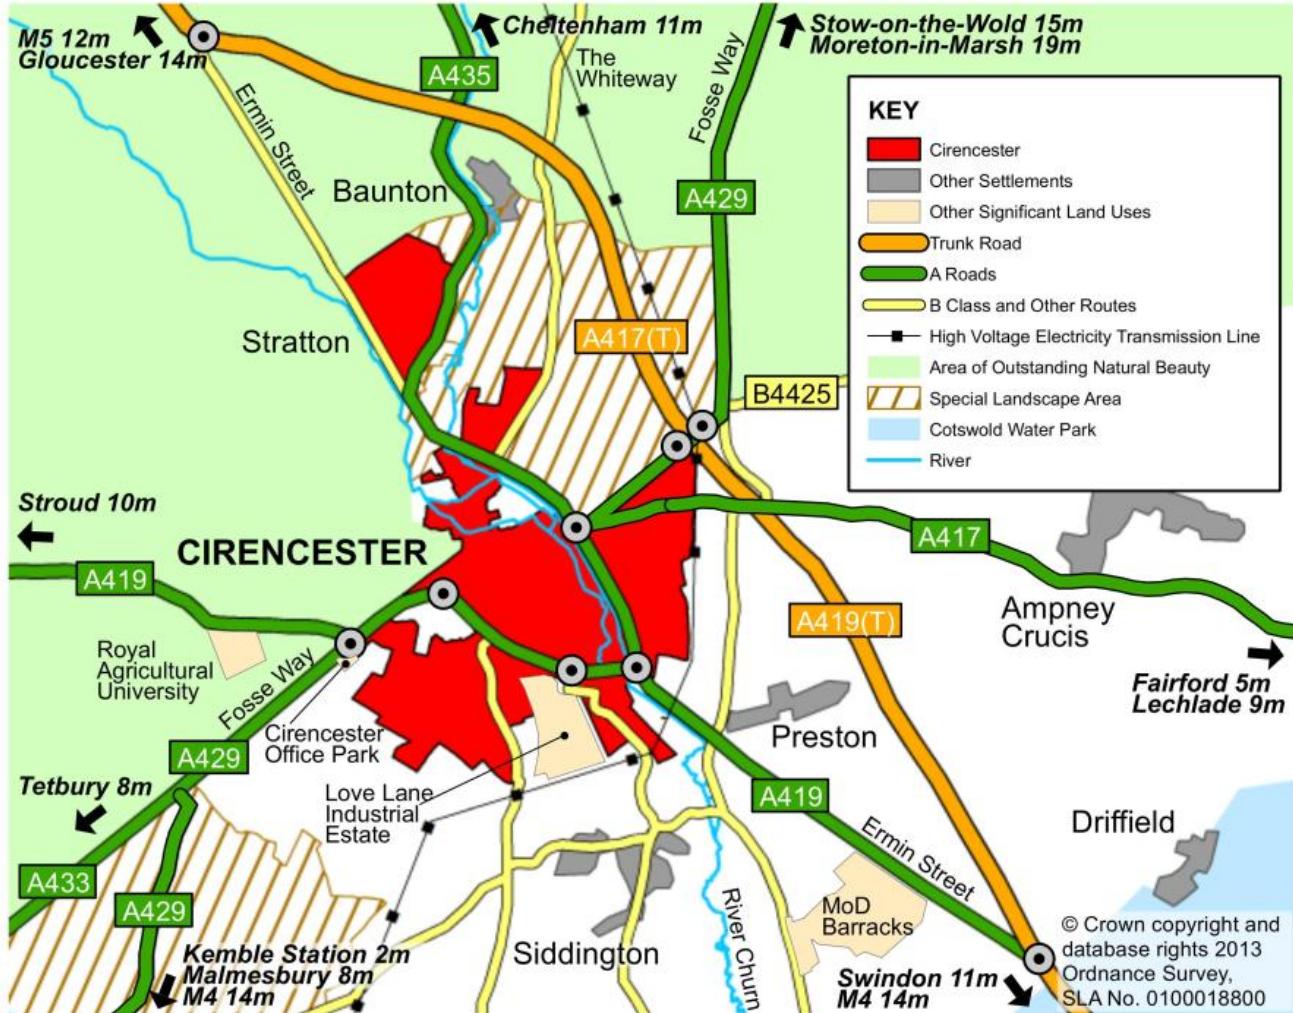 M5 12m
Gloucester 14m
Cheltenham 11m
Stow-on-the-Wold 15m
Moreton-in-Marsh 19m
A435
The
Whiteway
Fosse Way
Ermin Street
Baunton
A429
KEY
Cirencester
Other Settlements
Other Significant Land Uses
Trunk Road
A Roads
B Class and Other Routes
High Voltage Electricity Transmission Line
Area of Outstanding Natural Beauty
Special Landscape Area
Cotswold Water Park
River
Stratton
A417(T)
B4425
Stroud 10m
CIRENCESTER
A419
A417
Ampney
Crucis
A419(T)
Royal
Agricultural
University
Fosse Way
Cirencester
Office Park
A429
Fairford 5m
Lechlade 9m
Preston
Tetbury 8m
Love Lane
Industrial
Estate
A419
Driffield
Ermin Street
A433
A429
MoD
Barracks
River Churn
Siddington
Kemble Station 2m
Malmesbury 8m
M4 14m
Swindon 11m
M4 14m
© Crown copyright and
database rights 2013
Ordnance Survey,
SLA No. 0100018800